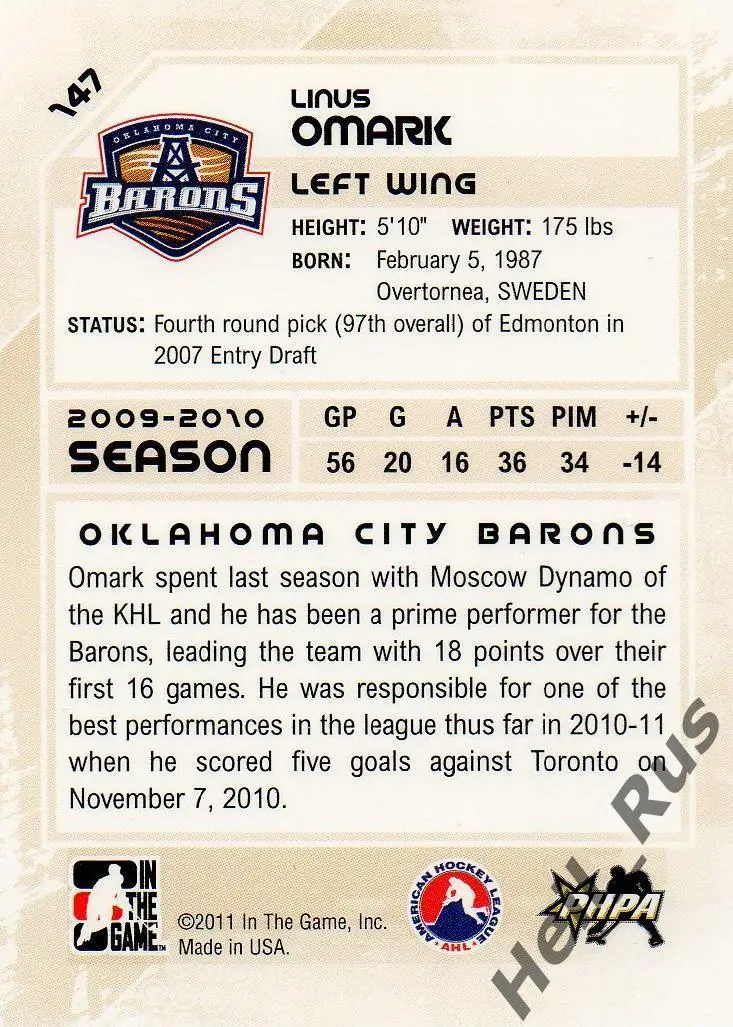 147
OKLAHOMA CITY
BARONS
LINUS
OMARK
LEFT WING
HEIGHT: 5'10" WEIGHT: 175 lbs
BORN: February 5, 1987
Overtornea, SWEDEN
STATUS: Fourth round pick (97th overall) of Edmonton in
2007 Entry Draft
2009-2010
SEASON
GP G A PTS PIM +/-
56 20 16 36 34 -14
OKLAHOMA CITY BARONS
Omark spent last season with Moscow Dynamo of
the KHL and he has been a prime performer for the
Barons, leading the team with 18 points over their
first 16 games. He was responsible for one of the
best performances in the league thus far in 2010-11
when he scored five goals against Toronto on
November 7, 2010.
IN
THE
GAME
©2011 In The Game, Inc.
Made in USA.
AMERICAN HOCKEY LEAGUE
AHL
PHPA
Rus